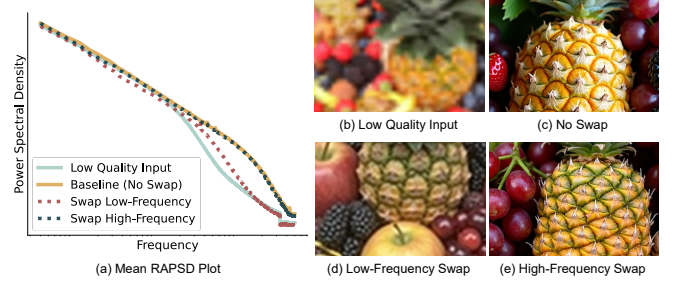 Power Spectral Density
Low Quality Input
Baseline (No Swap)
Swap Low-Frequency
Swap High-Frequency
Frequency
(a) Mean RAPSD Plot
(b) Low Quality Input
(c) No Swap
(d) Low-Frequency Swap
(e) High-Frequency Swap